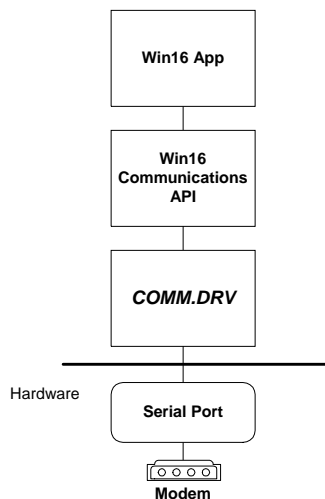 Win16 App
Win16
Communications
API
COMM.DRV
Hardware
Serial Port
Modem